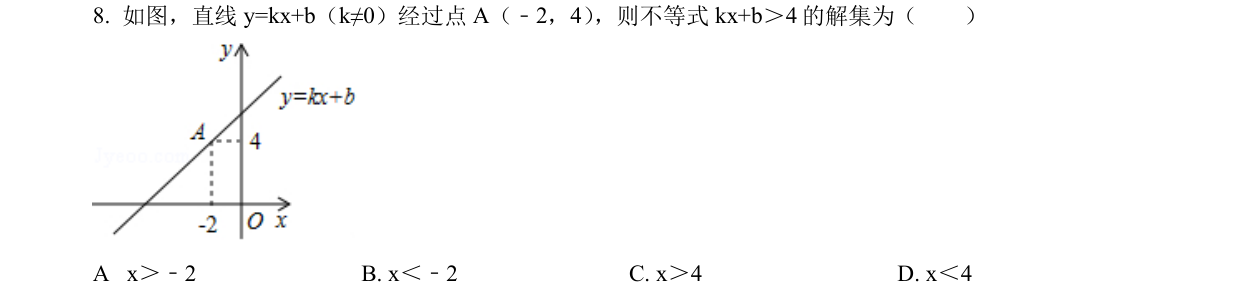 8. 如图，直线 y=kx+b（k≠0）经过点 A（﹣2，4），则不等式 kx+b＞4 的解集为（　　）
y
y=kx+b
A
4
-2
O
x
A x＞﹣2
B. x＜﹣2
C. x＞4
D. x＜4